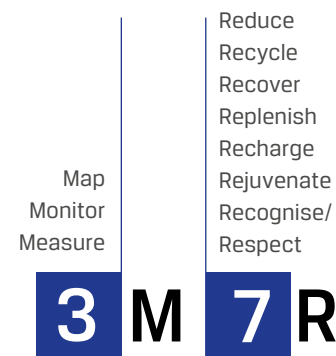 Map
Monitor
Measure
3 M
Reduce
Recycle
Recover
Replenish
Recharge
Rejuvenate
Recognise/
Respect
7 R